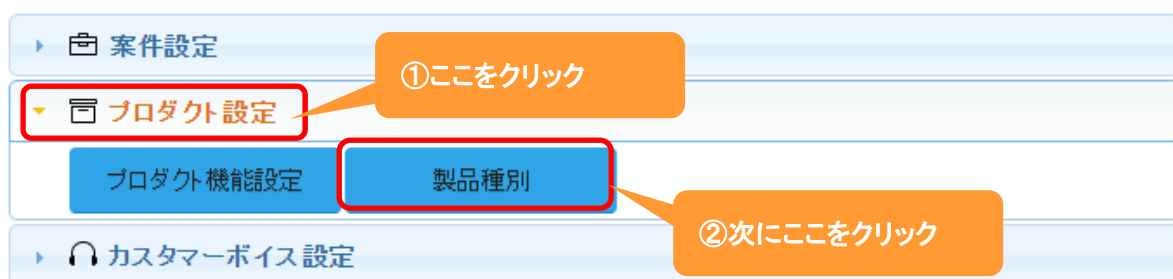 案件設定
①ここをクリック
プロダクト設定
プロダクト機能設定
製品種別
②次にここをクリック
カスタマーボイス設定